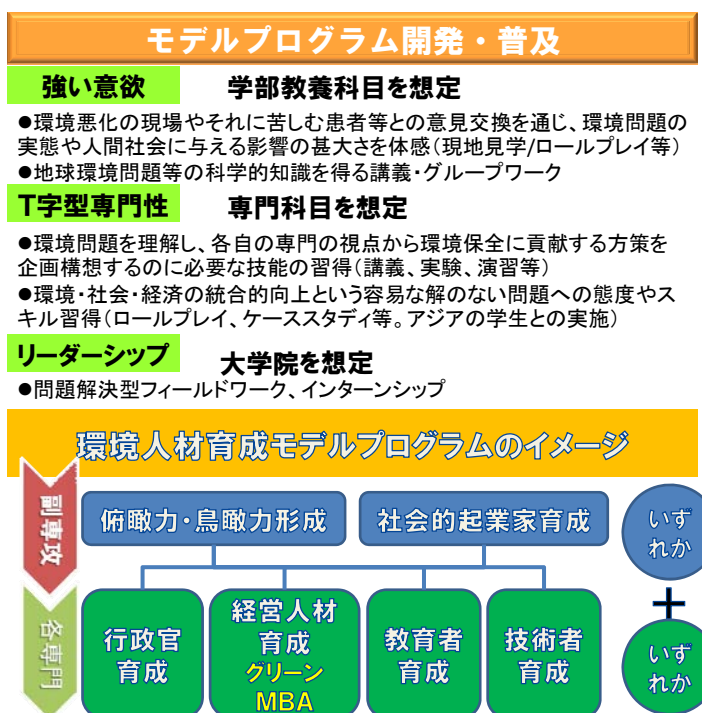 モデルプログラム開発・普及
強い意欲 学部教養科目を想定
●環境悪化の現場やそれに苦しむ患者等との意見交換を通じ、環境問題の
実態や人間社会に与える影響の甚大さを体感(現地見学/ロールプレイ等)
●地球環境問題等の科学的知識を得る講義・グループワーク
T字型専門性 専門科目を想定
●環境問題を理解し、各自の専門の視点から環境保全に貢献する方策を
企画構想するのに必要な技能の習得(講義、実験、演習等)
●環境・社会・経済の統合的向上という容易な解のない問題への態度やス
キル習得(ロールプレイ、ケーススタディ等。アジアの学生との実施)
リーダーシップ 大学院を想定
●問題解決型フィールドワーク、インターンシップ
環境人材育成モデルプログラムのイメージ
副専攻
俯瞰力・鳥瞰力形成
社会的起業家育成
いず
れか
+
各専門
行政官
育成
経営人材
育成
グリーン
MBA
教育者
育成
技術者
育成
いず
れか